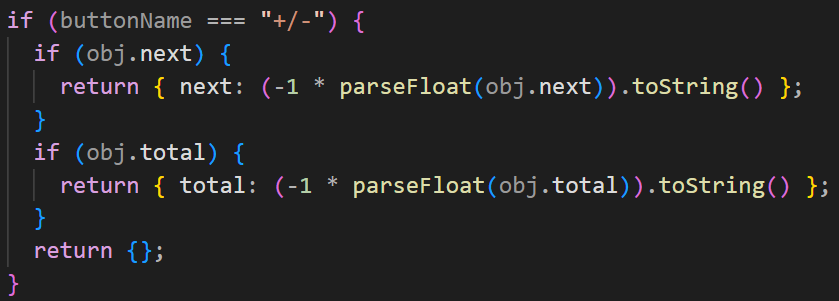 if (buttonName === "+/-") {
  if (obj.next) {
    return { next: (-1 * parseFloat(obj.next)).toString() };
  }
  if (obj.total) {
    return { total: (-1 * parseFloat(obj.total)).toString() };
  }
  return {};
}